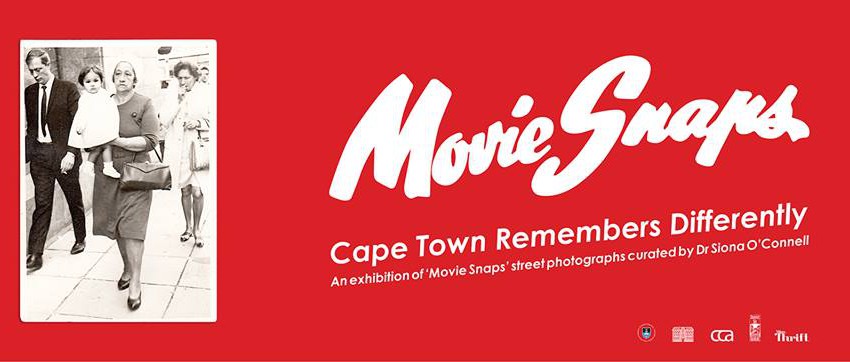 Movie Snaps
Cape Town Remembers Differently
An exhibition of ‘Movie Snaps’ street photographs curated by Dr Siona O’Connell
cca
Thrift